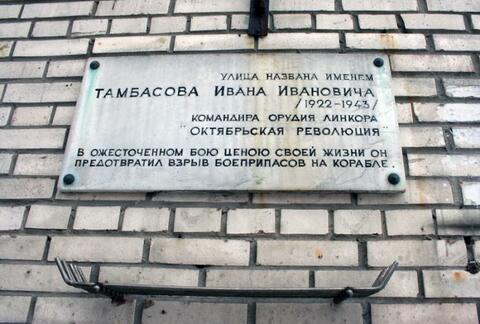 УЛИЦА НАЗВАНА ИМЕНЕМ
ТАМБАСОВА ИВАНА ИВАНОВИЧА
/1922-1943/
КОМАНДИРА ОРУДИЯ ЛИНКОРА
"ОКТЯБРЬСКАЯ РЕВОЛЮЦИЯ"
В ОЖЕСТОЧЕННОМ БОЮ ЦЕНОЮ СВОЕЙ ЖИЗНИ ОН
ПРЕДОТВРАТИЛ ВЗРЫВ БОЕПРИПАСОВ НА КОРАБЛЕ.